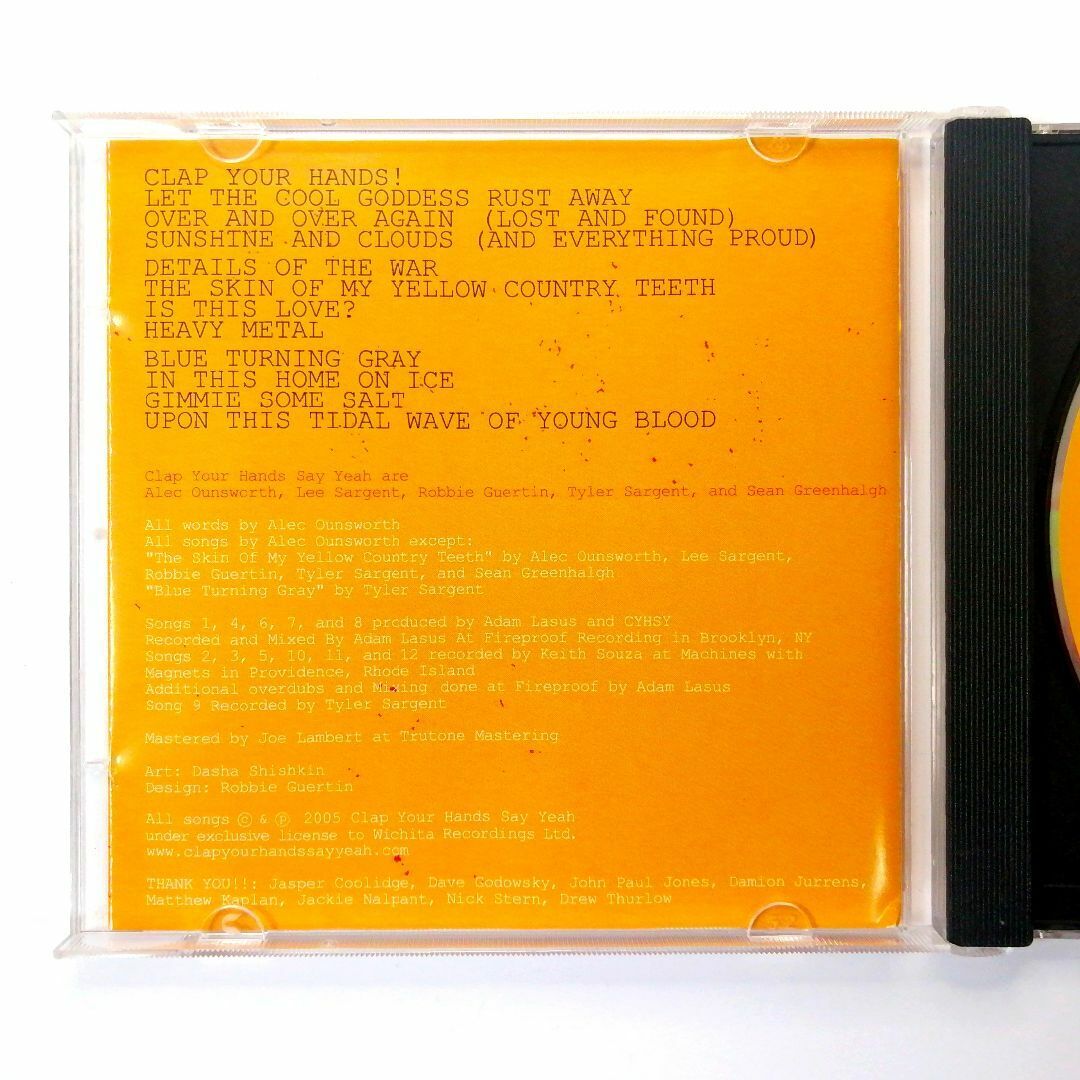 CLAP YOUR HANDS!
LET THE COOL GODDESS RUST AWAY
OVER AND OVER AGAIN (LOST AND FOUND)
SUNSHINE AND CLOUDS (AND EVERYTHING PROUD)
DETAILS OF THE WAR
THE SKIN OF MY YELLOW COUNTRY TEETH
IS THIS LOVE?
HEAVY METAL
BLUE TURNING GRAY
IN THIS HOME ON ICE
GIMMIE SOME SALT
UPON THIS TIDAL WAVE OF YOUNG BLOOD
Clap Your Hands Say Yeah are
Alec Ounsworth, Lee Sargent, Robbie Guertin, Tyler Sargent, and Sean Greenhalgh
All words by Alec Ounsworth
All songs by Alec Ounsworth except:
"The Skin Of My Yellow Country Teeth" by Alec Ounsworth, Lee Sargent,
Robbie Guertin, Tyler Sargent, and Sean Greenhalgh
"Blue Turning Gray" by Tyler Sargent
Songs 1, 4, 6, 7, and 8 produced by Adam Lasus and CYHSY
Recorded and Mixed By Adam Lasus At Fireproof Recording in Brooklyn, NY
Songs 2, 3, 5, 10, 11, and 12 recorded by Keith Souza at Machines with
Magnets in Providence, Rhode Island
Additional overdubs and Mixing done at Fireproof by Adam Lasus
Song 9 Recorded by Tyler Sargent
Mastered by Joe Lambert at Trutone Mastering
Art: Dasha Shishkin
Design: Robbie Guertin
All songs © & ℗ 2005 Clap Your Hands Say Yeah
under exclusive license to Wichita Recordings Ltd.
www.clapyourhandssayyeah.com
THANK YOU!!: Jasper Coolidge, Dave Godowsky, John Paul Jones, Damion Jurrens,
Matthew Kaplan, Jackie Nalpant, Nick Stern, Drew Thurlow